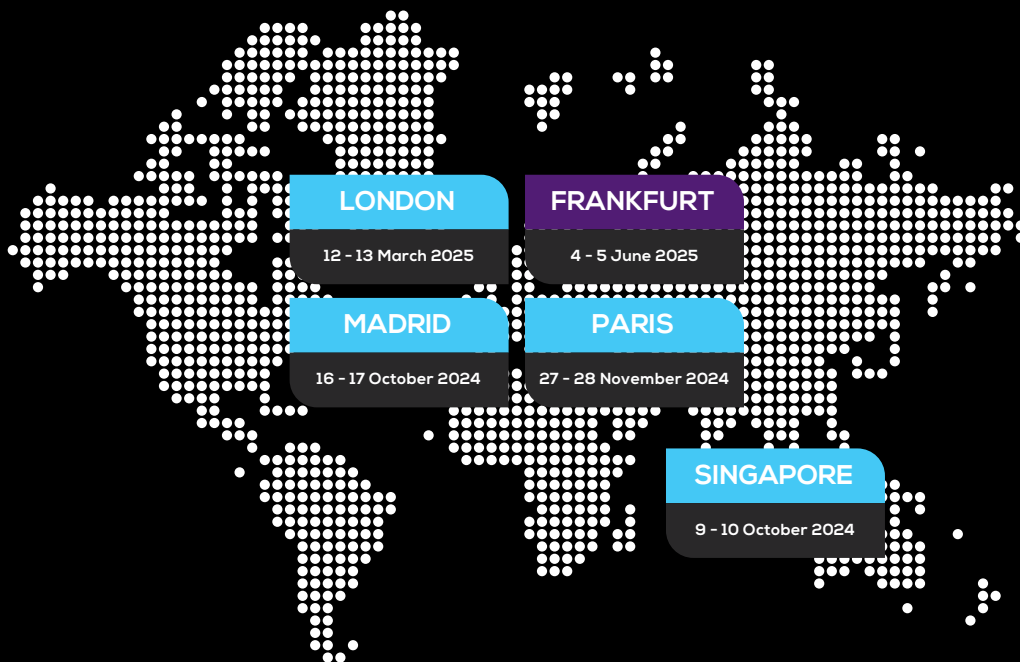 LONDON
12 - 13 March 2025
FRANKFURT
4 - 5 June 2025
MADRID
16 - 17 October 2024
PARIS
27 - 28 November 2024
SINGAPORE
9 - 10 October 2024